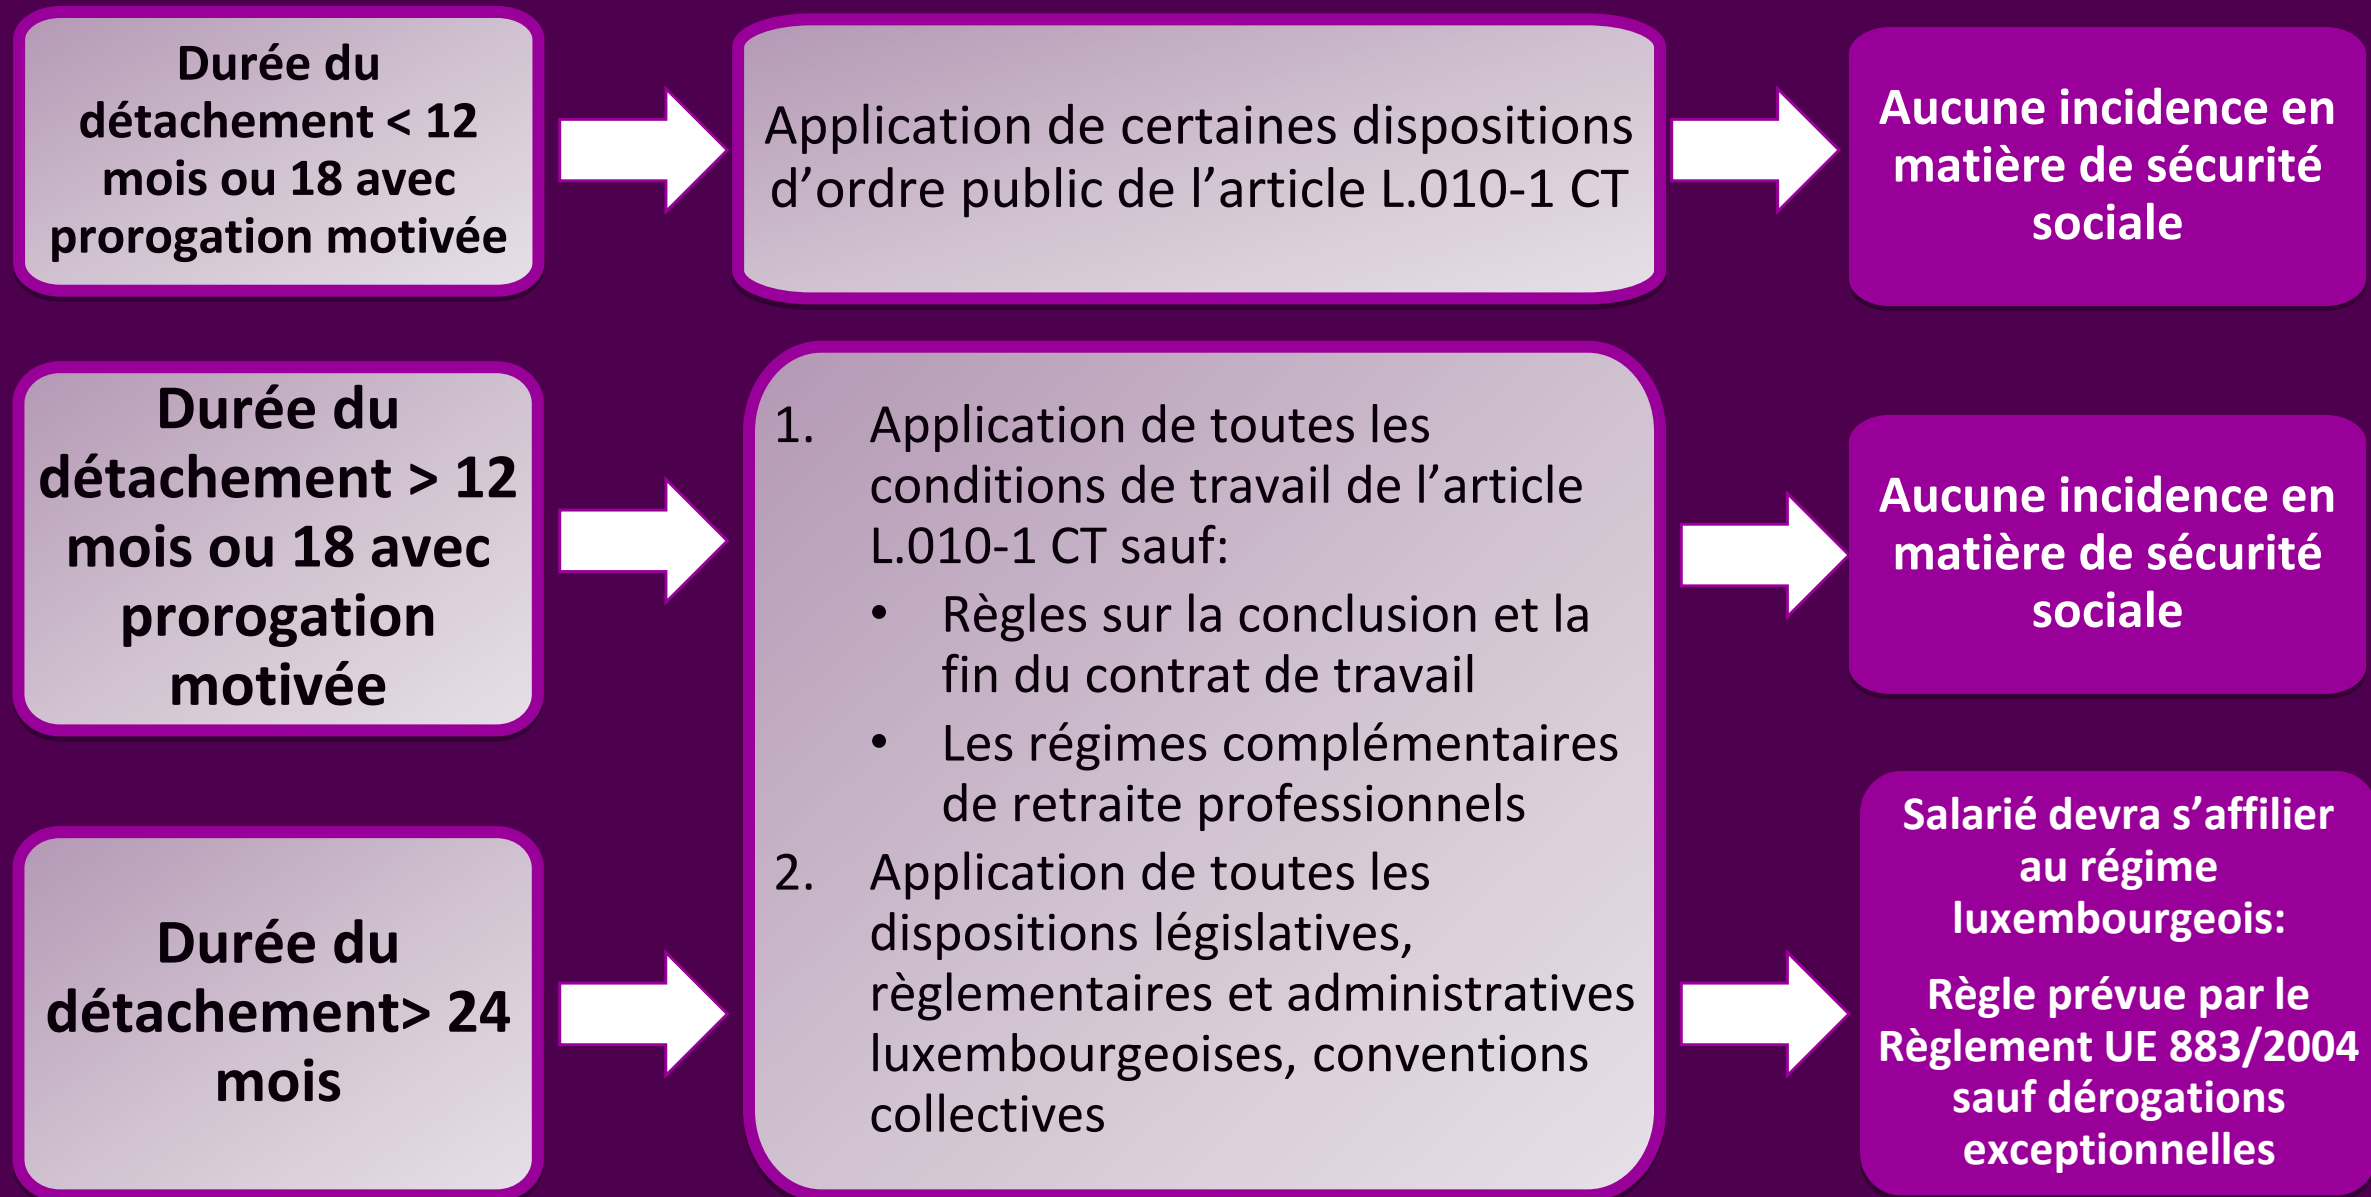 Durée du
détachement < 12
mois ou 18 avec
prorogation motivée
Application de certaines dispositions
d’ordre public de l’article L.010-1 CT
Aucune incidence en
matière de sécurité
sociale
Durée du
détachement > 12
mois ou 18 avec
prorogation
motivée
1. Application de toutes les
conditions de travail de l’article
L.010-1 CT sauf:
• Règles sur la conclusion et la
fin du contrat de travail
• Les régimes complémentaires
de retraite professionnels
2. Application de toutes les
dispositions législatives,
règlementaires et administratives
luxembourgeoises, conventions
collectives
Aucune incidence en
matière de sécurité
sociale
Durée du
détachement> 24
mois
Salarié devra s’affilier
au régime
luxembourgeois:
Règle prévue par le
Règlement UE 883/2004
sauf dérogations
exceptionnelles